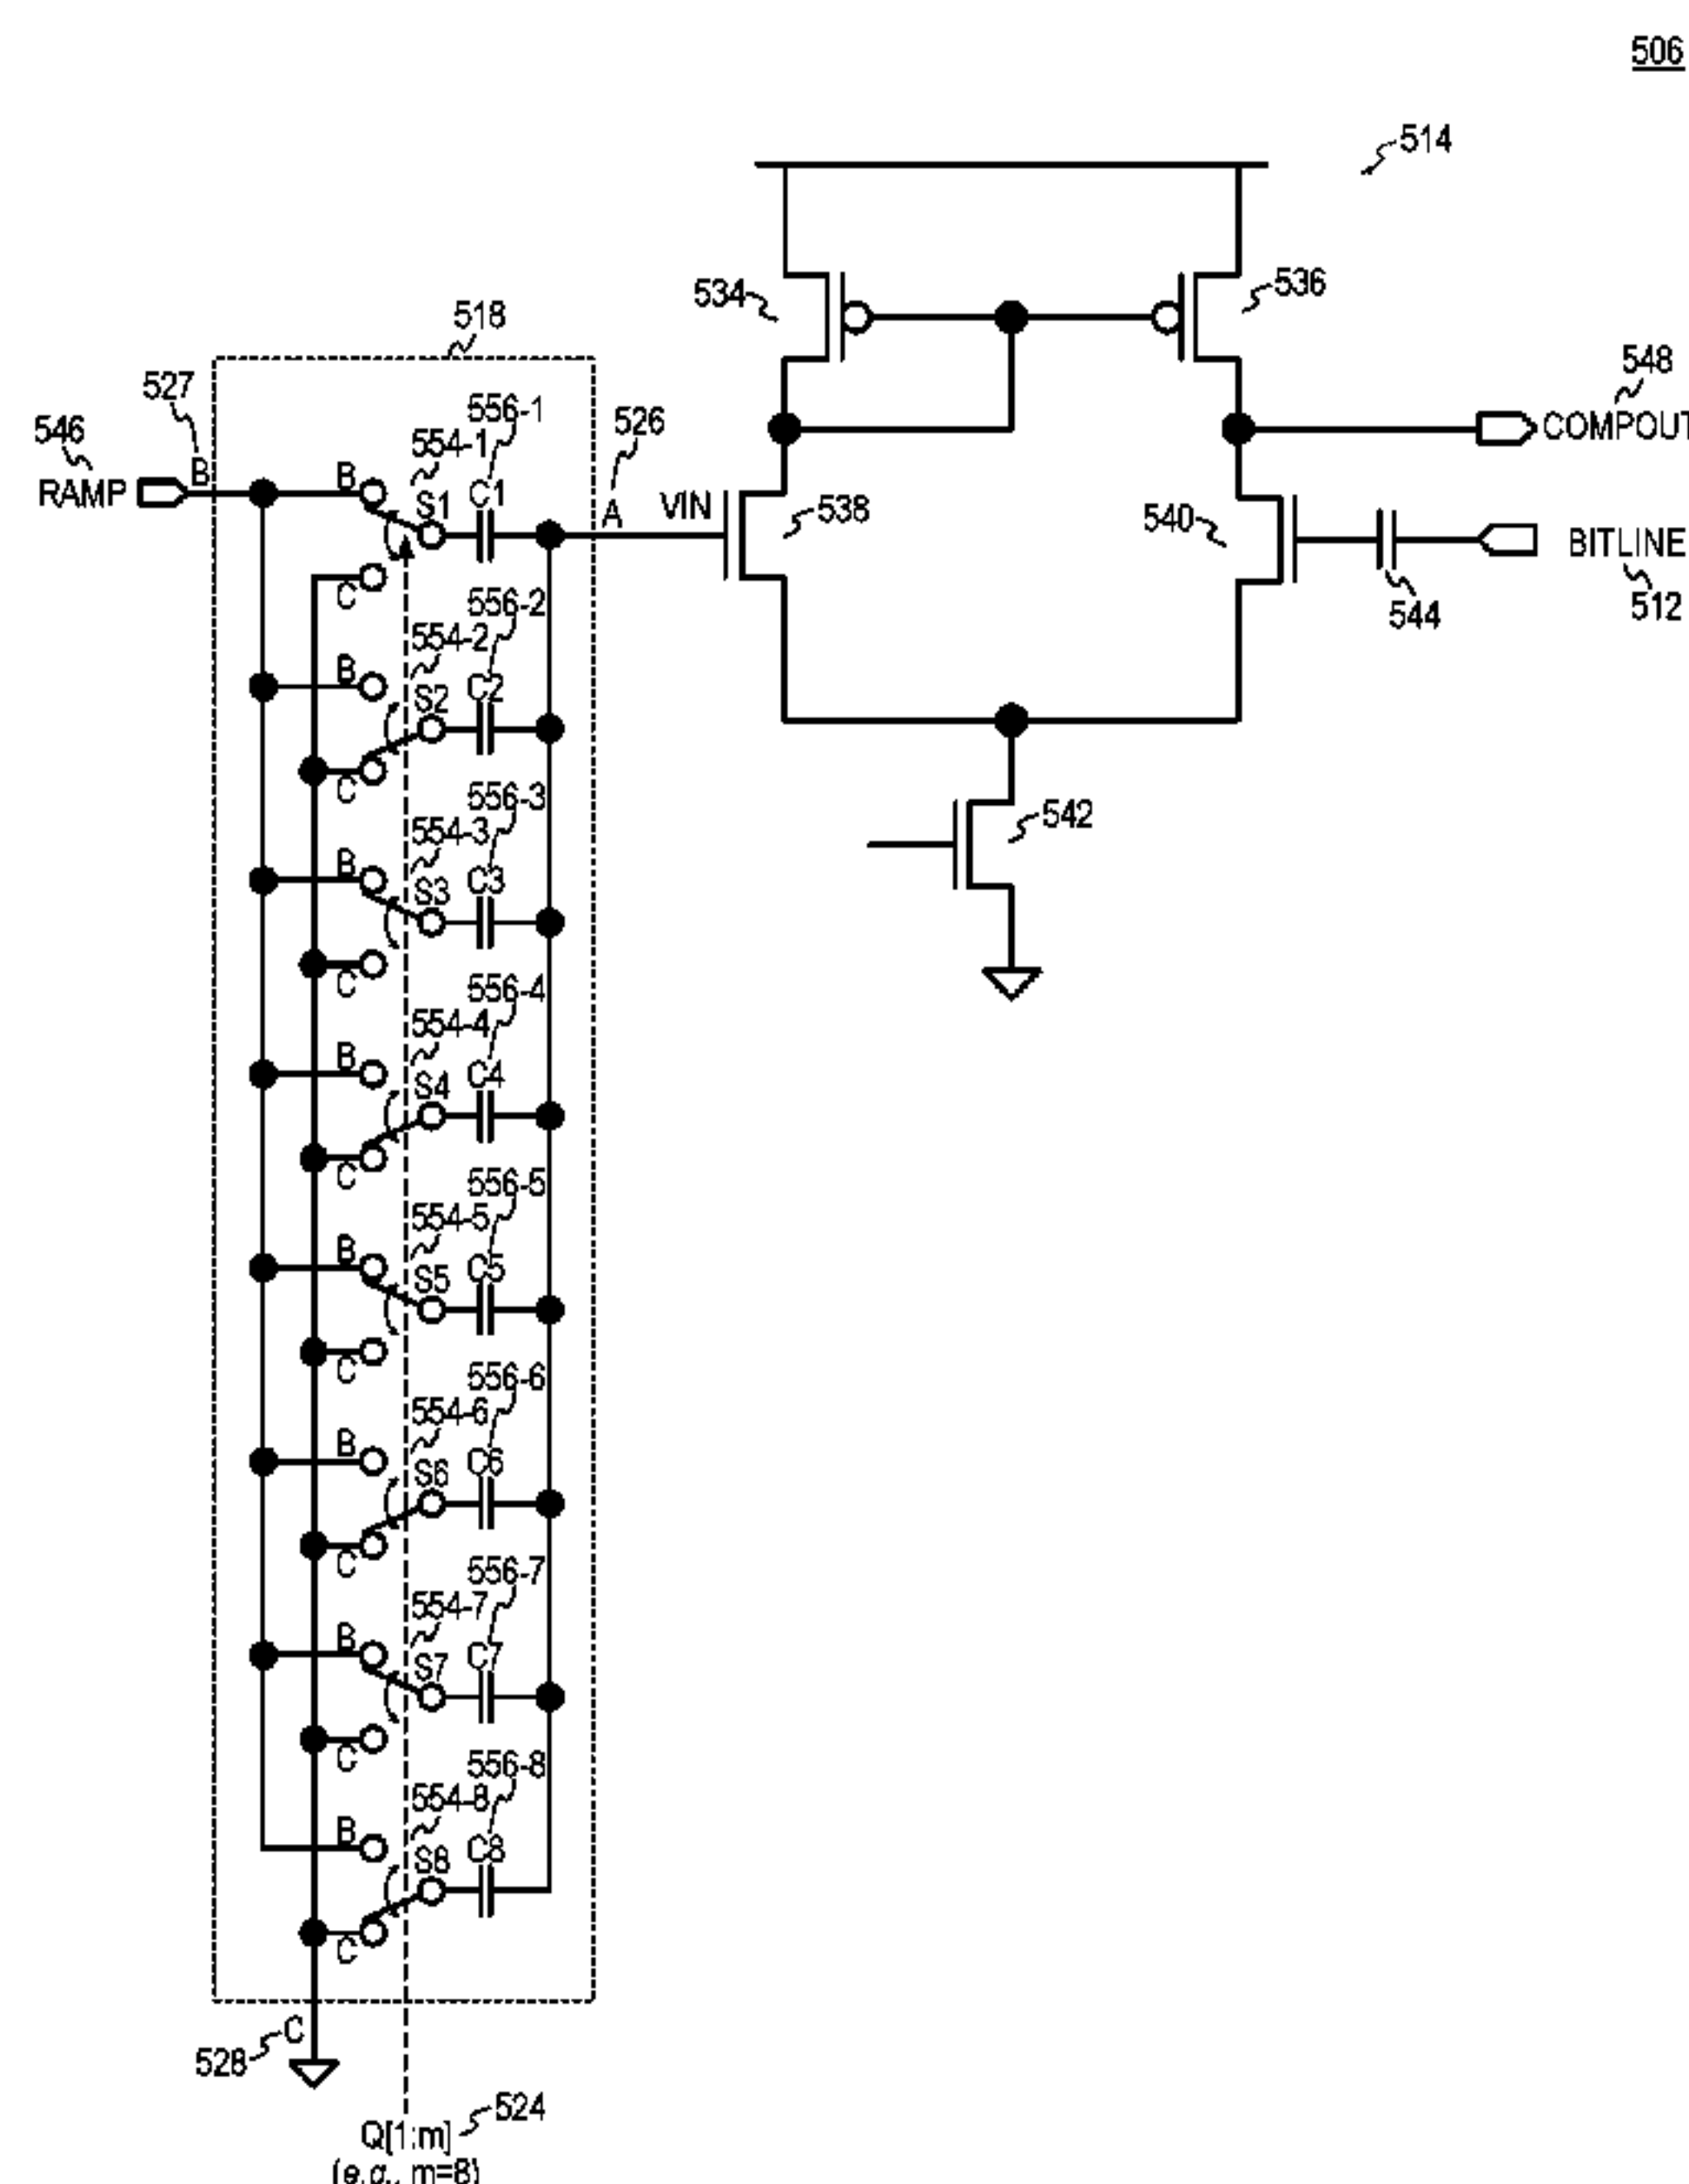 506
514
534
536
518
548
COMPOUT
527
556-1
526
546
554-1
B
RAMP
B
S1
C1
A
VIN
538
540
BITLINE
C
544
512
556-2
554-2
B
S2
C2
C
542
556-3
554-3
B
S3
C3
C
556-4
554-4
B
S4
C4
C
556-5
554-5
B
S5
C5
C
556-6
554-6
B
S6
C6
C
556-7
554-7
B
S7
C7
C
556-8
554-8
B
S8
C8
C
C
528
524
Q[1:m]
(e.g., m=8)